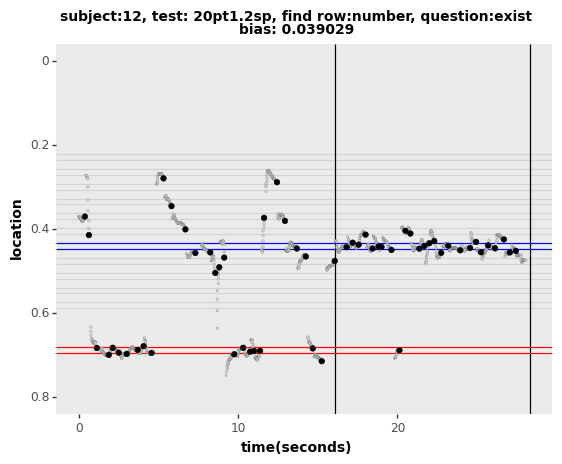 subject:12, test: 20pt1.2sp, find row:number, question:exist
bias: 0.039029
0
0.2
0.4
0.6
0.8
location
0
10
20
time(seconds)